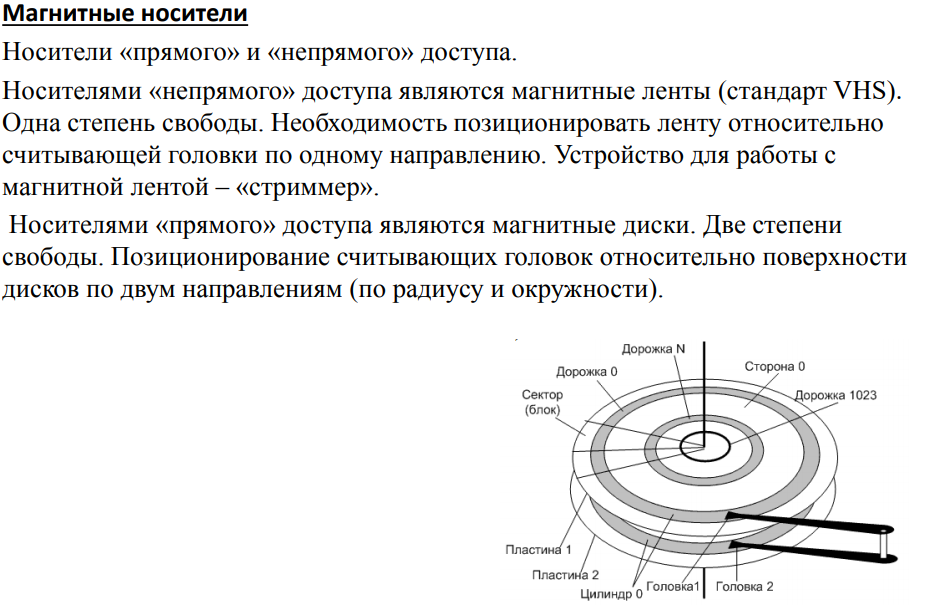 Магнитные носители
Носители «прямого» и «непрямого» доступа.
Носителями «непрямого» доступа являются магнитные ленты (стандарт VHS).
Одна степень свободы. Необходимость позиционировать ленту относительно
считывающей головки по одному направлению. Устройство для работы с
магнитной лентой – «стриммер».
Носителями «прямого» доступа являются магнитные диски. Две степени
свободы. Позиционирование считывающих головок относительно поверхности
дисков по двум направлениям (по радиусу и окружности).
Дорожка N
Дорожка 0
Сторона 0
Сектор
(блок)
Дорожка 1023
Пластина 1
Пластина 2
Цилиндр 0
Головка1
Головка 2